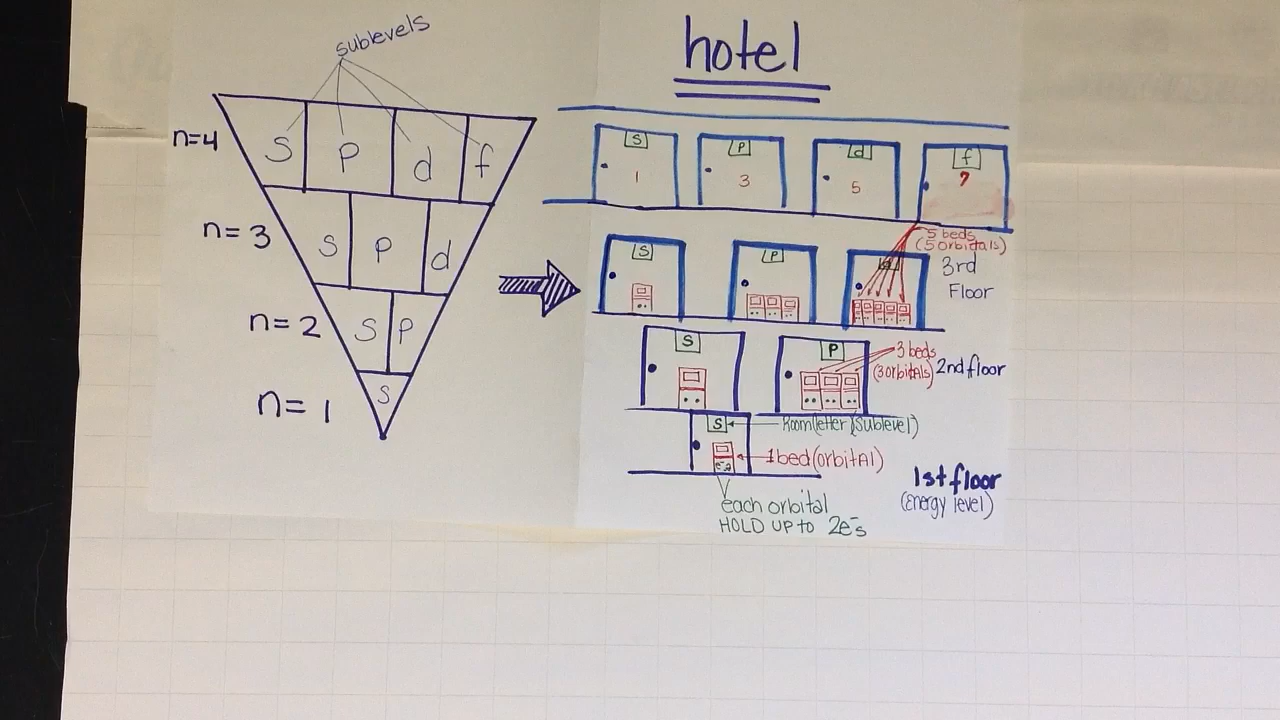 sublevels
n=4
S P d f
n=3
S P d
n=2
S P
n=1
S
hotel
S P d f
1 3 5 7
5 beds
(5 orbitals)
S P d
3rd
Floor
S P
3 beds
(3 orbitals)
2nd floor
S
Room(letter)(Sublevel)
1 bed (orbitAl)
1st floor
(Energy level)
each orbital
HOLD UP to 2e⁻s